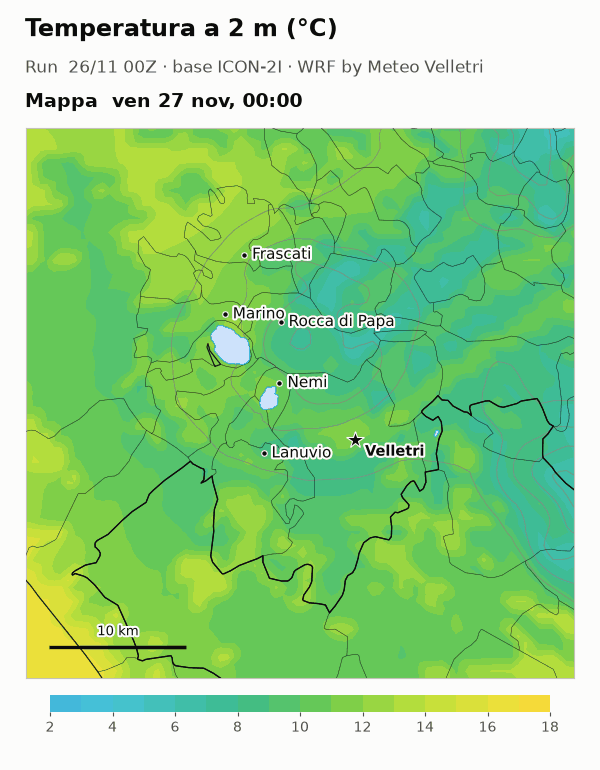 Temperatura a 2 m (°C)
Run  26/11 00Z · base ICON-2I · WRF by Meteo Velletri
Mappa  ven 27 nov, 00:00
Frascati
Marino
Rocca di Papa
Nemi
Velletri
Lanuvio
10 km
2 4 6 8 10 12 14 16 18